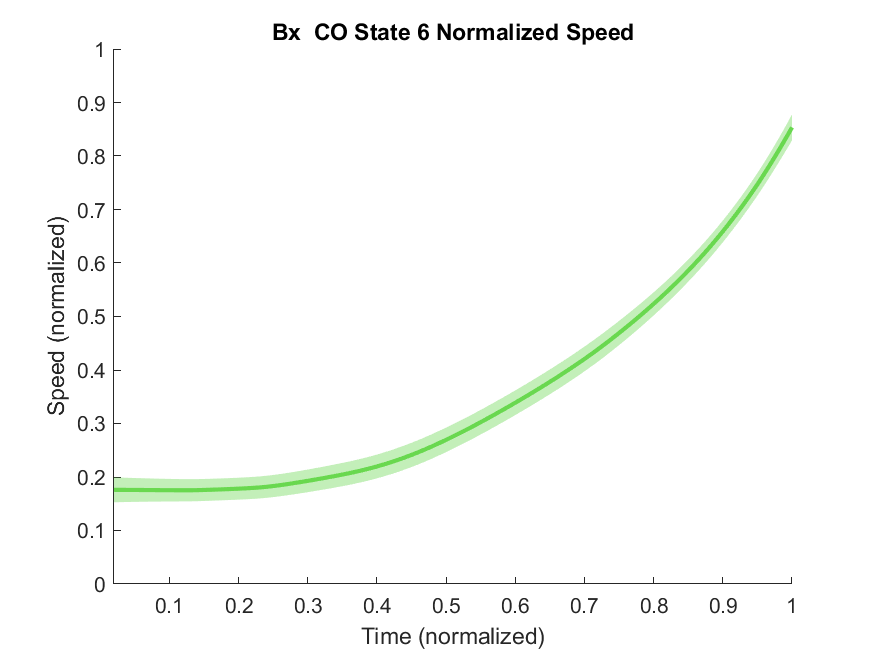 Bx  CO State 6 Normalized Speed
1
0.9
0.8
0.7
0.6
0.5
0.4
0.3
0.2
0.1
0
Speed (normalized)
0.1 0.2 0.3 0.4 0.5 0.6 0.7 0.8 0.9 1
Time (normalized)